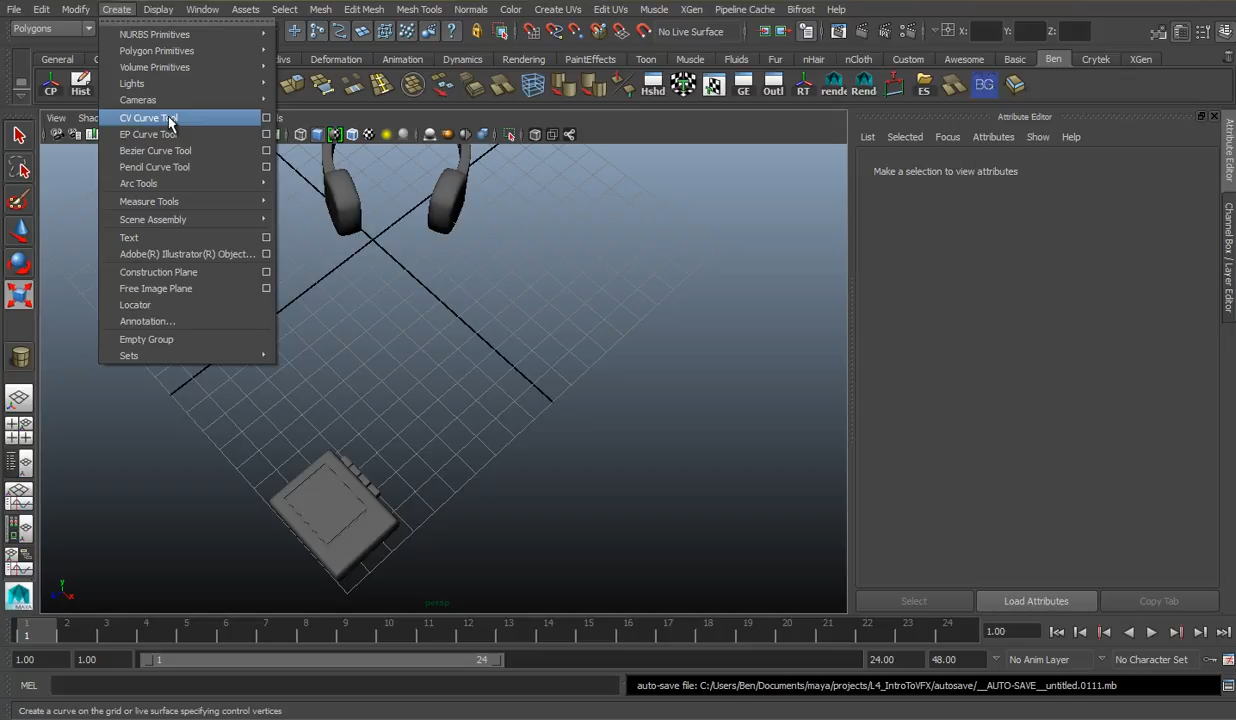 File Edit Modify Create Display Window Assets Select Mesh Edit Mesh Mesh Tools Normals Color Create UVs Edit UVs Muscle XGen Pipeline Cache Bifrost Help
Polygons
No Live Surface
X: Y: Z:
General
Deformation Animation Dynamics Rendering PaintEffects Toon Muscle Fluids Fur nHair nCloth Custom Awesome Basic Ben Crytek XGen
CP Hist
Hshd GE Outl RT rende Rend ES BG
NURBS Primitives
Polygon Primitives
Volume Primitives
Lights
Cameras
CV Curve Tool
EP Curve Tool
Bezier Curve Tool
Pencil Curve Tool
Arc Tools
Measure Tools
Scene Assembly
Text
Adobe(R) Illustrator(R) Object...
Construction Plane
Free Image Plane
Locator
Annotation...
Empty Group
Sets
View
Attribute Editor
List Selected Focus Attributes Show Help
Make a selection to view attributes
Attribute Editor
Channel Box / Layer Editor
y
x
persp
MAYA
Select Load Attributes Copy Tab
1 2 3 4 5 6 7 8 9 10 11 12 13 14 15 16 17 18 19 20 21 22 23 24
1
1.00
1.00 1.00 1 24 24.00 48.00 No Anim Layer No Character Set
MEL
auto-save file: C:/Users/Ben/Documents/maya/projects/L4_IntroToVFX/autosave/__AUTO-SAVE__untitled.0111.mb
Create a curve on the grid or live surface specifying control vertices